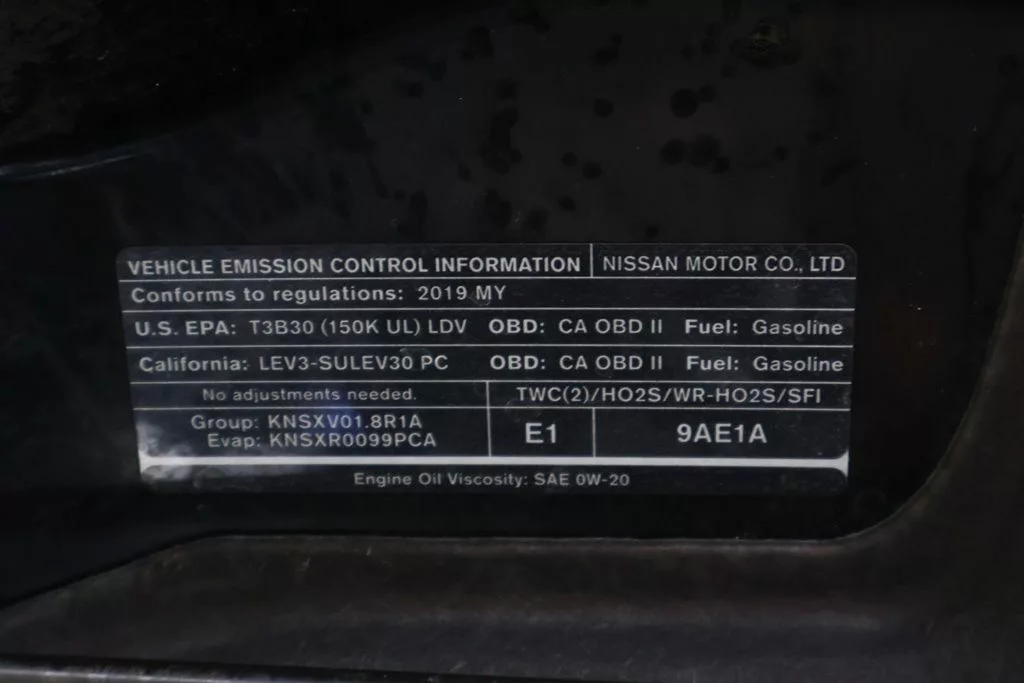 VEHICLE EMISSION CONTROL INFORMATION NISSAN MOTOR CO., LTD
Conforms to regulations: 2019 MY
U.S. EPA: T3B30 (150K UL) LDV OBD: CA OBD II Fuel: Gasoline
California: LEV3-SULEV30 PC OBD: CA OBD II Fuel: Gasoline
No adjustments needed. TWC(2)/HO2S/WR-HO2S/SFI
Group: KNSXV01.8R1A
Evap: KNSXR0099PCA
E1 9AE1A
Engine Oil Viscosity: SAE 0W-20